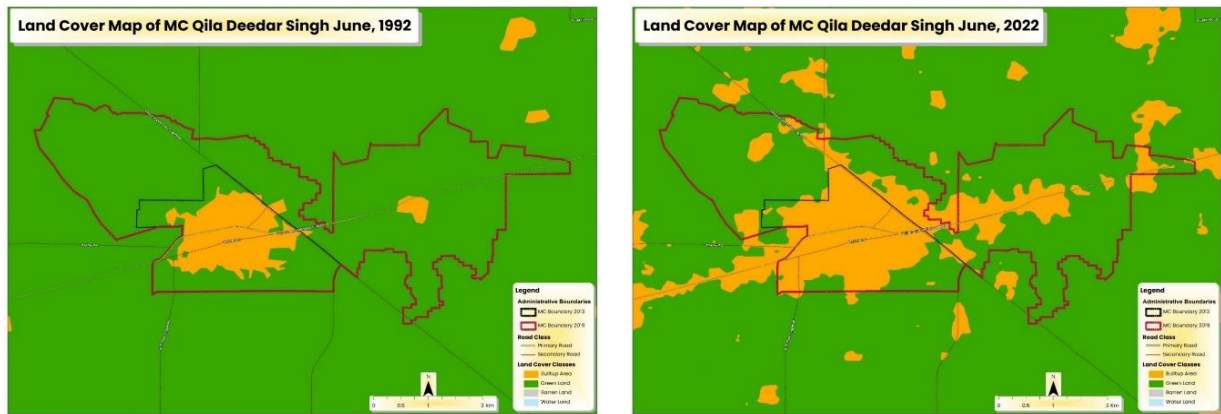 Land Cover Map of MC Qila Deedar Singh June, 1992
Legend
Administrative Boundaries
MC Boundary 2013
MC Boundary 2019
Road Class
Primary Road
Secondary Road
Land Cover Classes
Builtup Area
Green Land
Barren Land
Water Land
N
0 0.5 1 2 Km
Land Cover Map of MC Qila Deedar Singh June, 2022
Legend
Administrative Boundaries
MC Boundary 2013
MC Boundary 2019
Road Class
Primary Road
Secondary Road
Land Cover Classes
Builtup Area
Green Land
Barren Land
Water Land
N
0 0.5 1 2 Km